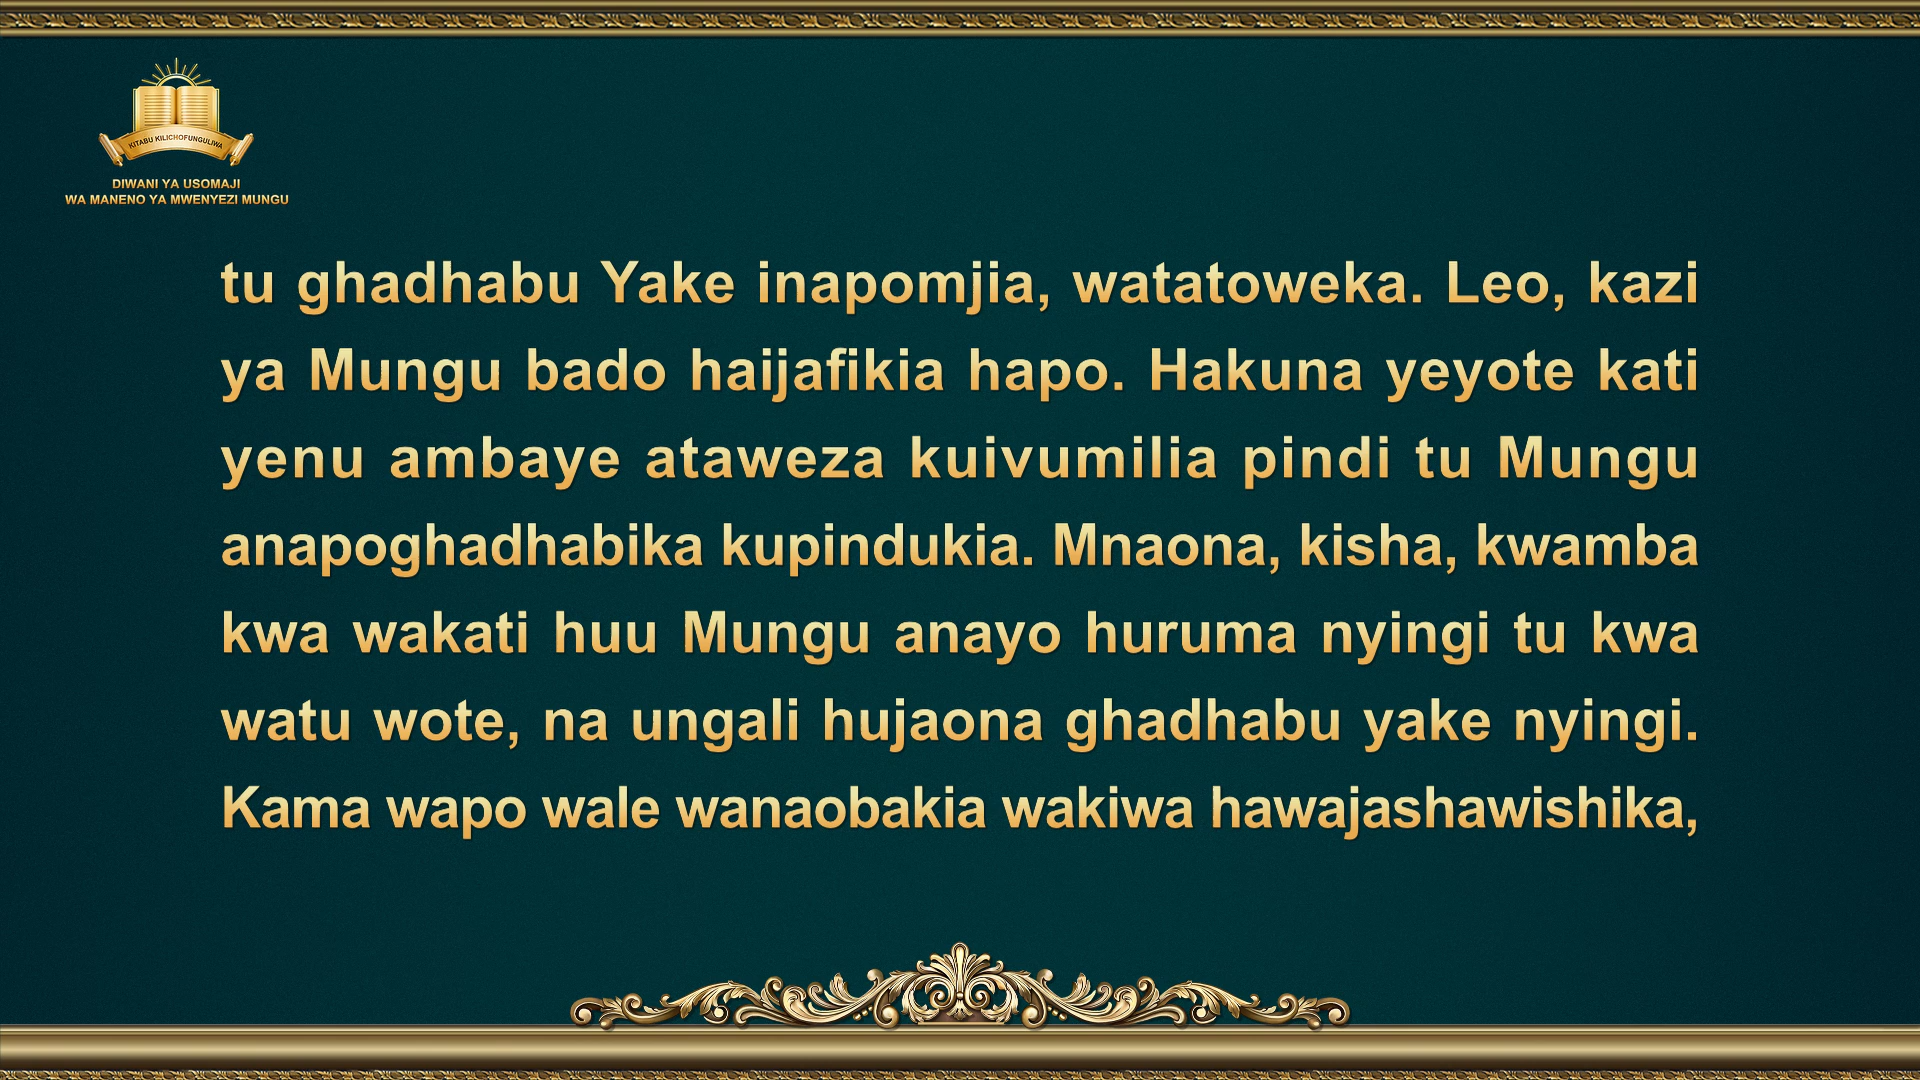 KITABU KILICHOFUNGULIWA
DIWANI YA USOMAJI
WA MANENO YA MWENYEZI MUNGU
tu ghadhabu Yake inapomjia, watatoweka. Leo, kazi
ya Mungu bado haijafikia hapo. Hakuna yeyote kati
yenu ambaye ataweza kuivumilia pindi tu Mungu
anapoghadhabika kupindukia. Mnaona, kisha, kwamba
kwa wakati huu Mungu anayo huruma nyingi tu kwa
watu wote, na ungali hujaona ghadhabu yake nyingi.
Kama wapo wale wanaobakia wakiwa hawajashawishika,